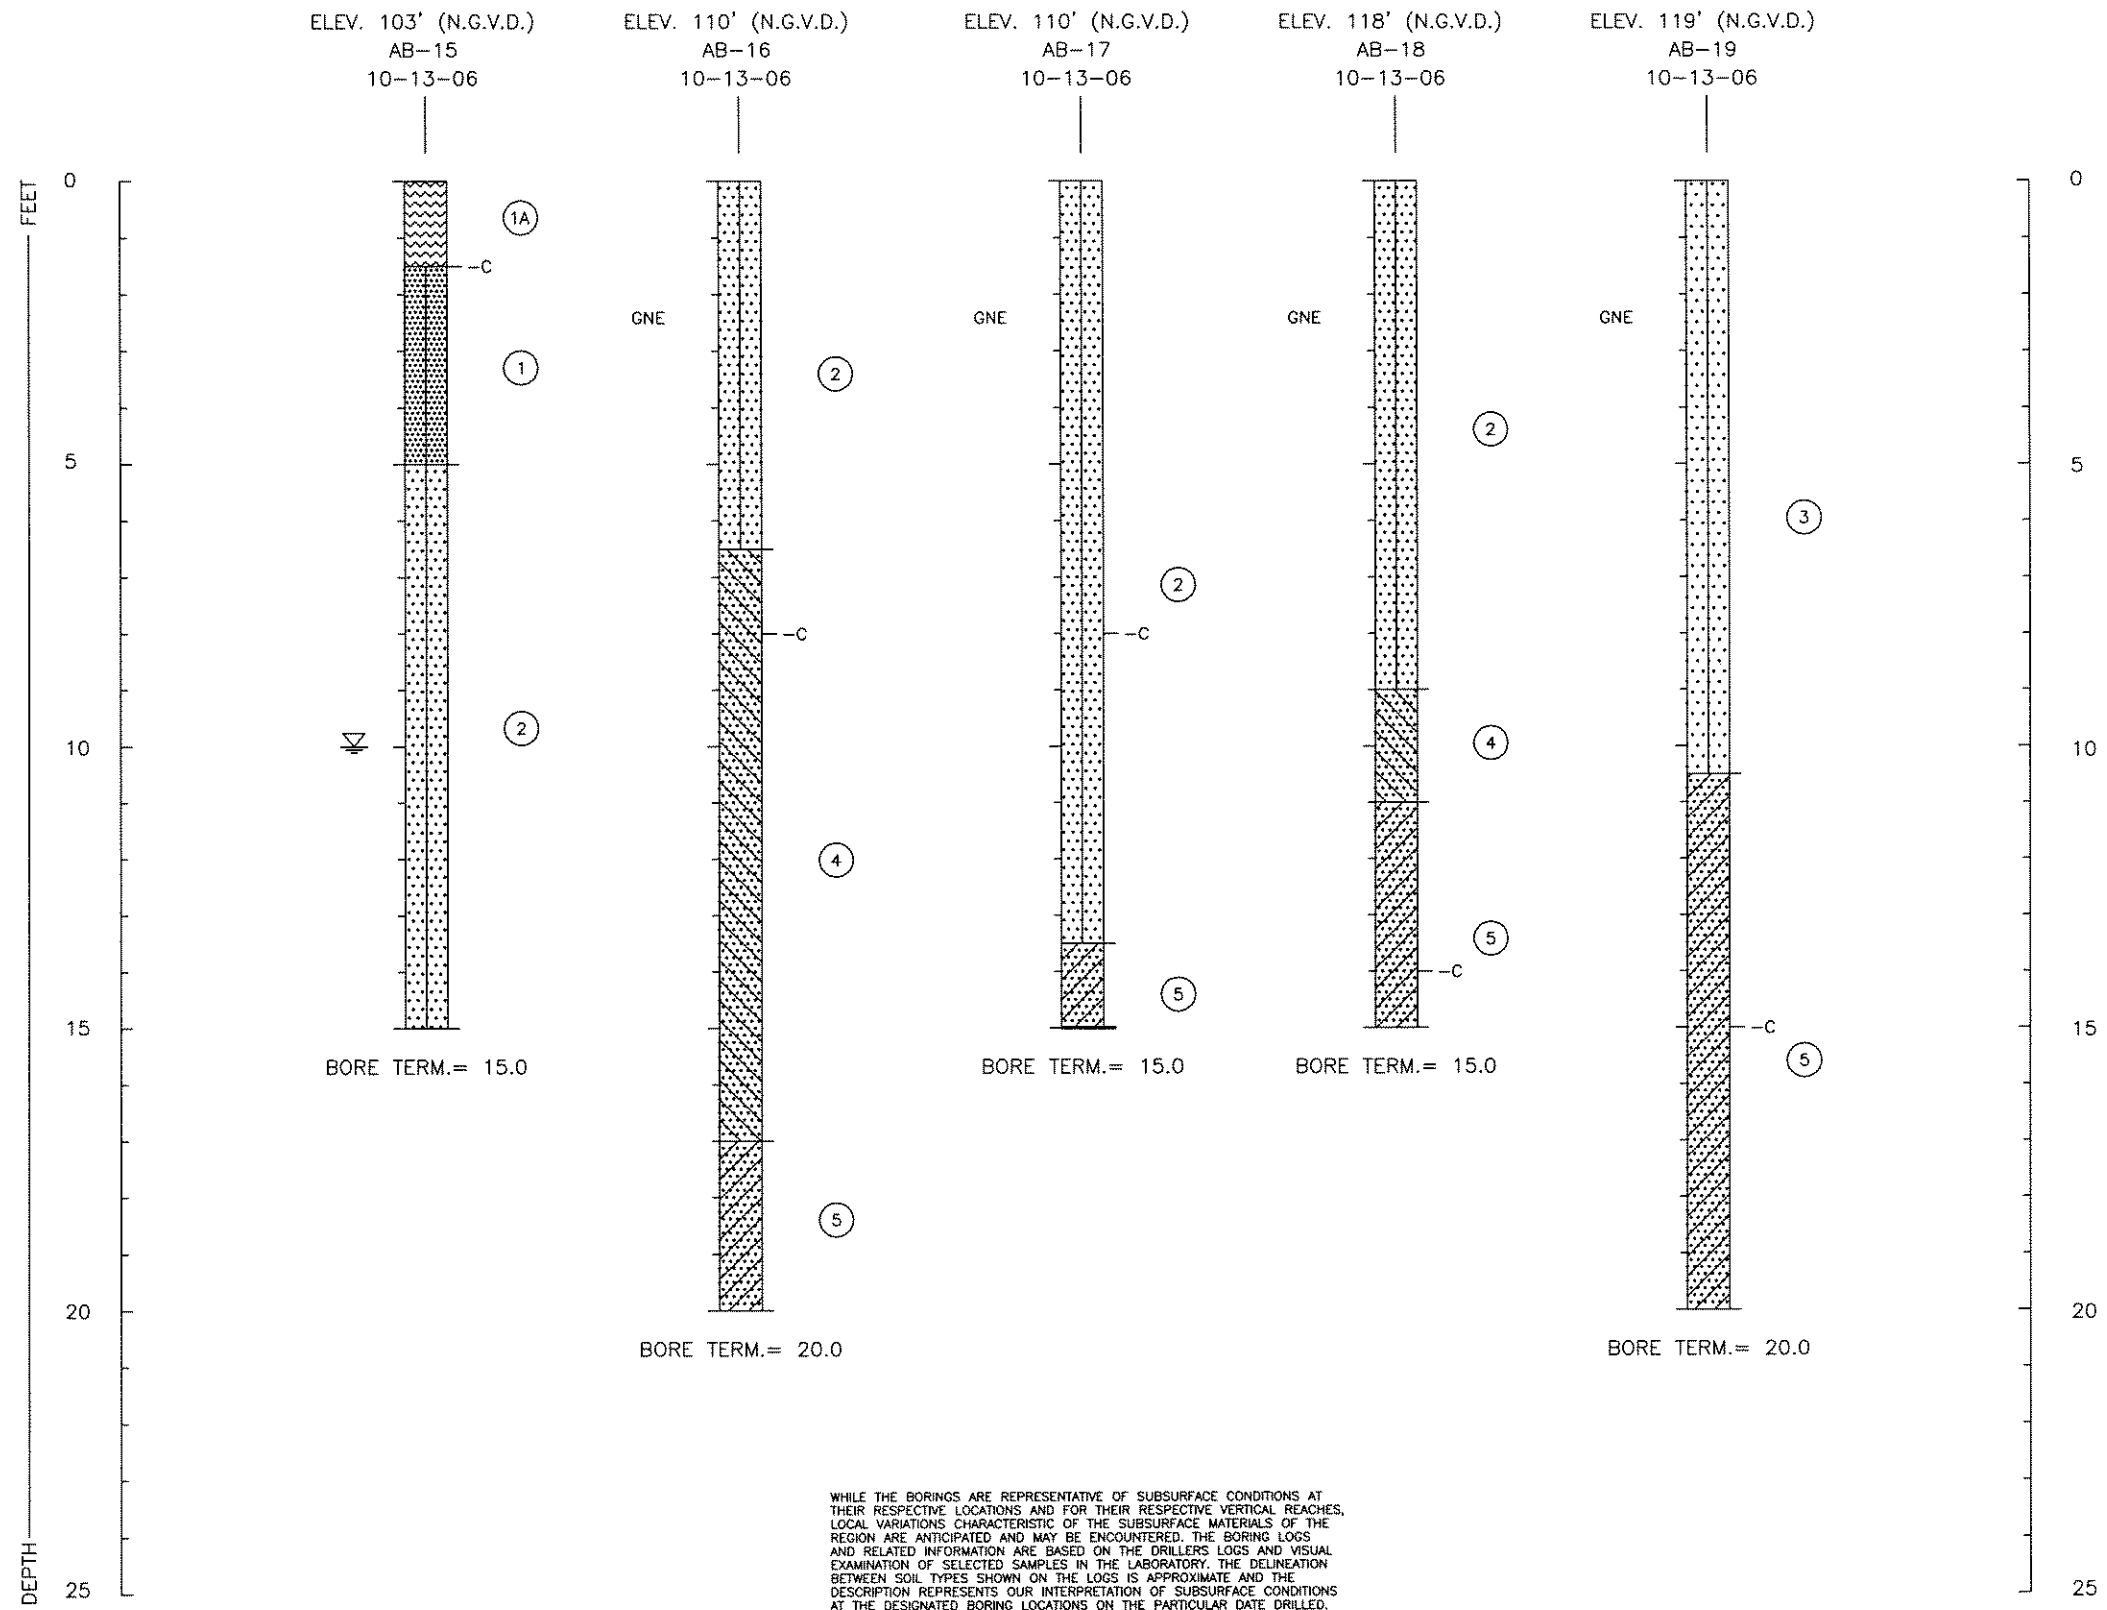 ELEV. 103' (N.G.V.D.)
AB-15
10-13-06
ELEV. 110' (N.G.V.D.)
AB-16
10-13-06
ELEV. 110' (N.G.V.D.)
AB-17
10-13-06
ELEV. 118' (N.G.V.D.)
AB-18
10-13-06
ELEV. 119' (N.G.V.D.)
AB-19
10-13-06
FEET
DEPTH
0
5
10
15
20
25
1A
-C
1
2
BORE TERM.= 15.0
GNE
2
-C
4
5
BORE TERM.= 20.0
GNE
2
-C
5
BORE TERM.= 15.0
GNE
2
4
5
-C
BORE TERM.= 15.0
GNE
3
-C
5
BORE TERM.= 20.0
0
5
10
15
20
25
WHILE THE BORINGS ARE REPRESENTATIVE OF SUBSURFACE CONDITIONS AT
THEIR RESPECTIVE LOCATIONS AND FOR THEIR RESPECTIVE VERTICAL REACHES,
LOCAL VARIATIONS CHARACTERISTIC OF THE SUBSURFACE MATERIALS OF THE
REGION ARE ANTICIPATED AND MAY BE ENCOUNTERED. THE BORING LOGS
AND RELATED INFORMATION ARE BASED ON THE DRILLERS LOGS AND VISUAL
EXAMINATION OF SELECTED SAMPLES IN THE LABORATORY. THE DELINEATION
BETWEEN SOIL TYPES SHOWN ON THE LOGS IS APPROXIMATE AND THE
DESCRIPTION REPRESENTS OUR INTERPRETATION OF SUBSURFACE CONDITIONS
AT THE DESIGNATED BORING LOCATIONS ON THE PARTICULAR DATE DRILLED.